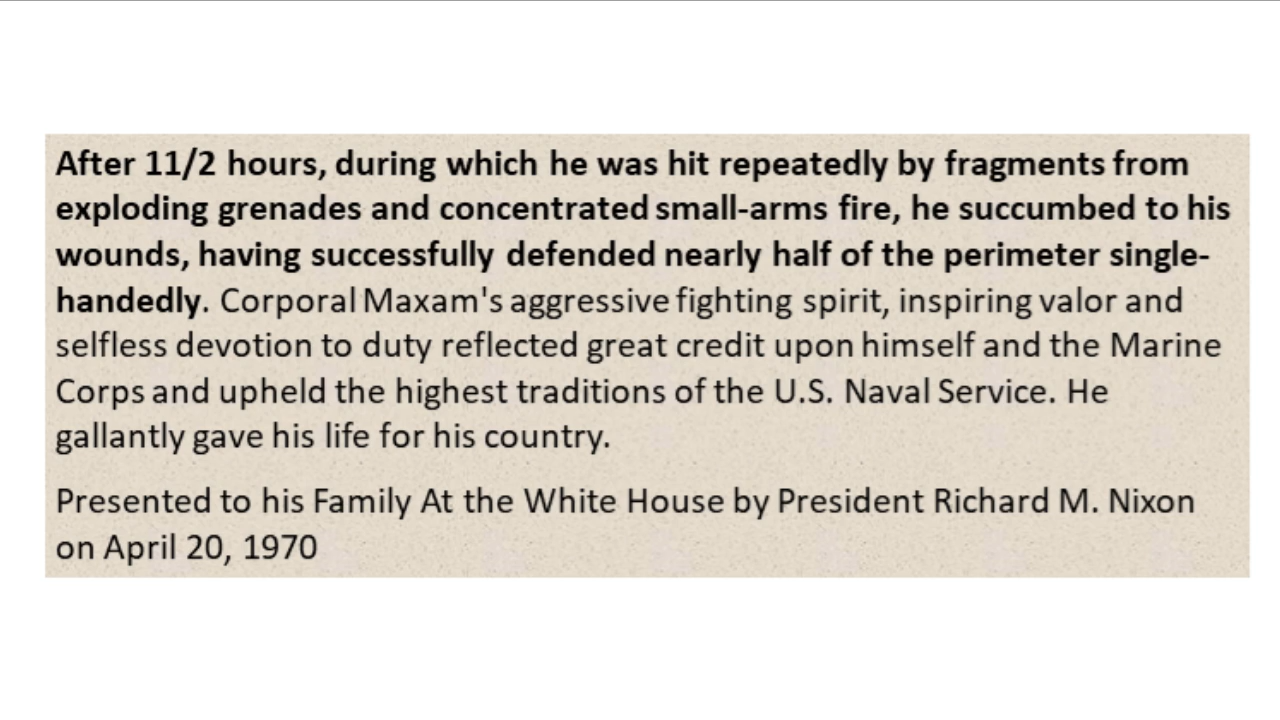 After 11/2 hours, during which he was hit repeatedly by fragments from
exploding grenades and concentrated small-arms fire, he succumbed to his
wounds, having successfully defended nearly half of the perimeter single-
handedly. Corporal Maxam's aggressive fighting spirit, inspiring valor and
selfless devotion to duty reflected great credit upon himself and the Marine
Corps and upheld the highest traditions of the U.S. Naval Service. He
gallantly gave his life for his country.
Presented to his Family At the White House by President Richard M. Nixon
on April 20, 1970